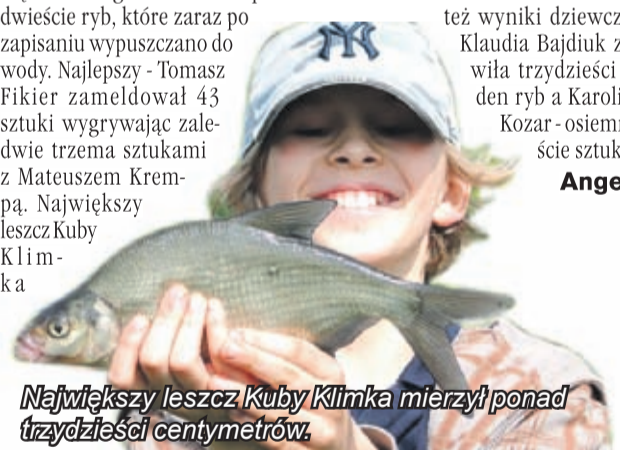 dwieście ryb, które zaraz po
zapisaniu wypuszczano do
wody. Najlepszy - Tomasz
Fikier zameldował 43
sztuki wygrywając zale-
dwie trzema sztukami
z Mateuszem Krem-
pą. Największy
leszcz Kuby
Klim-
ka
też wyniki dziewcz
Klaudia Bajdiuk z
wiła trzydzieści
den ryb a Karoli
Kozar - osiem
ście sztuk
Ange
NY
Największy leszcz Kuby Klimka mierzył ponad
trzydzieści centymetrów.